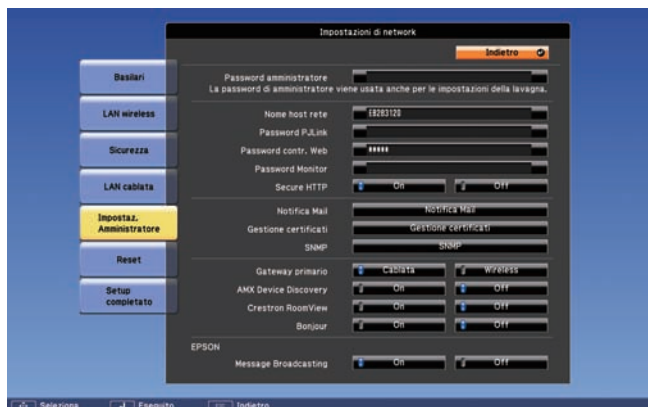 Impostazioni di network
Indietro
Basilari
LAN wireless
Sicurezza
LAN cablata
Impostaz.
Amministratore
Reset
Setup
completato
Password amministratore
La password di amministratore viene usata anche per le impostazioni della lavagna.
Nome host rete EB283120
Password PJLink
Password contr. Web *****
Password Monitor
Secure HTTP On Off
Notifica Mail Notifica Mail
Gestione certificati Gestione certificati
SNMP SNMP
Gateway primario Cablata Wireless
AMX Device Discovery On Off
Crestron RoomView On Off
Bonjour On Off
EPSON
Message Broadcasting On Off
Seleziona Eseguito Indietro